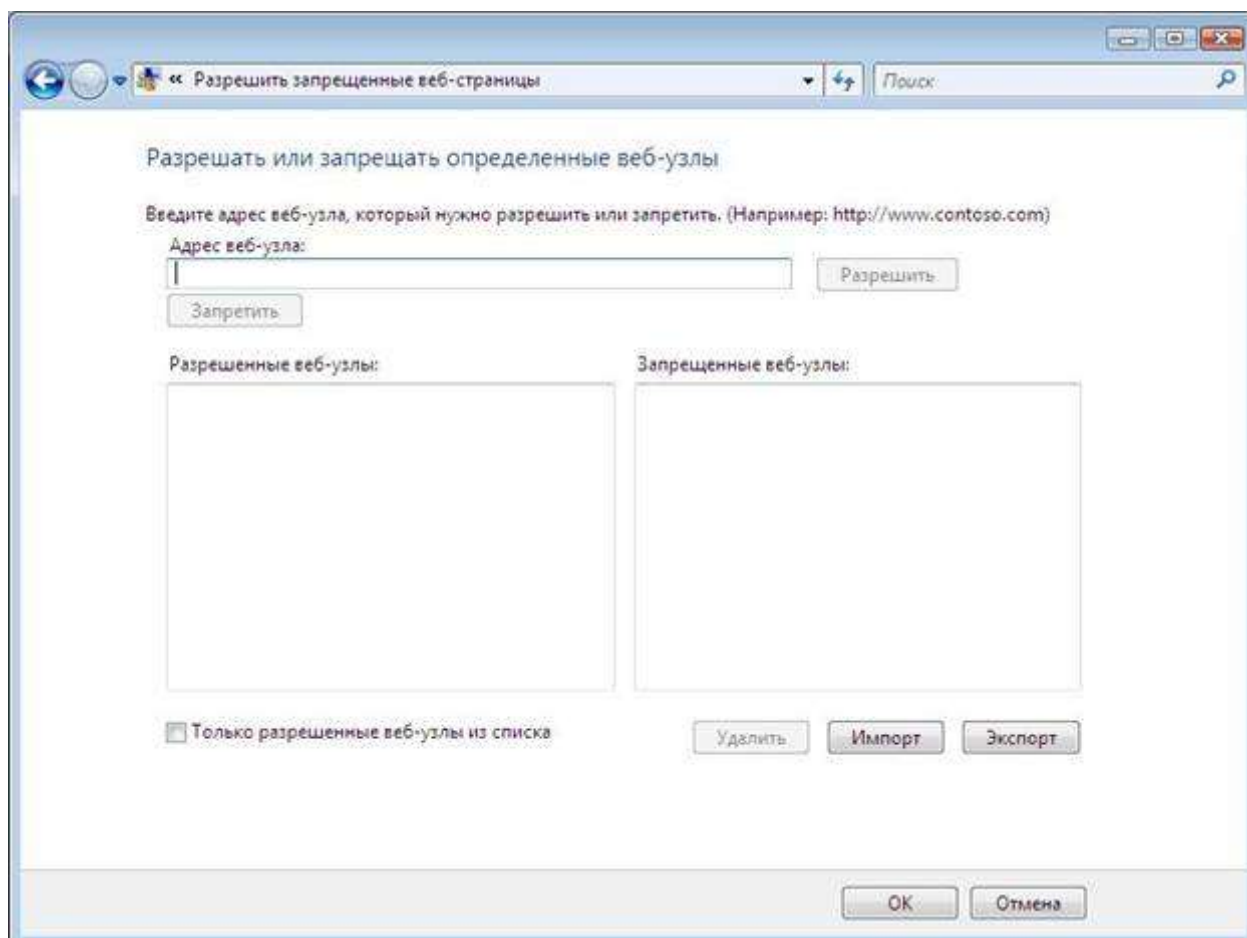 « Разрешить запрещенные веб-страницы
Поиск
Разрешать или запрещать определенные веб-узлы
Введите адрес веб-узла, который нужно разрешить или запретить. (Например: http://www.contoso.com)
Адрес веб-узла:
Разрешить
Запретить
Разрешенные веб-узлы:
Запрещенные веб-узлы:
Только разрешенные веб-узлы из списка
Удалить
Импорт
Экспорт
OK
Отмена